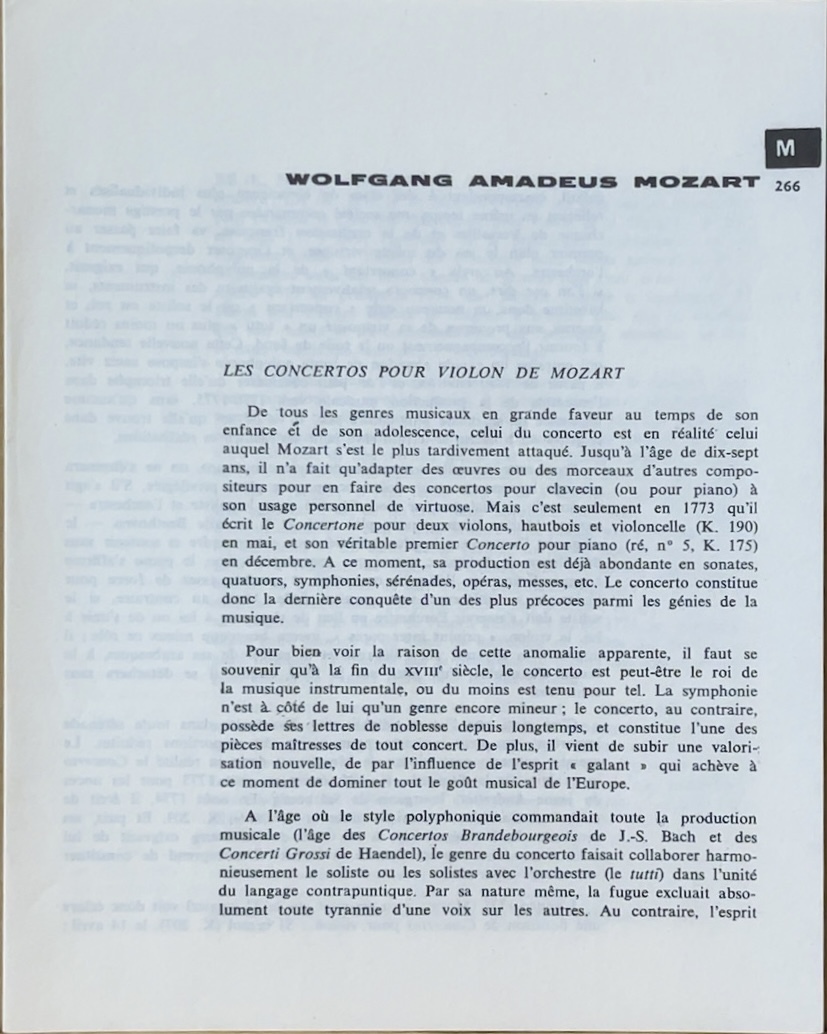 M
WOLFGANG AMADEUS MOZART
266
LES CONCERTOS POUR VIOLON DE MOZART
De tous les genres musicaux en grande faveur au temps de son
enfance et de son adolescence, celui du concerto est en réalité celui
auquel Mozart s'est le plus tardivement attaqué. Jusqu'à l'âge de dix-sept
ans, il n'a fait qu'adapter des œuvres ou des morceaux d'autres compo-
siteurs pour en faire des concertos pour clavecin (ou pour piano) à
son usage personnel de virtuose. Mais c'est seulement en 1773 qu'il
écrit le Concertone pour deux violons, hautbois et violoncelle (K. 190)
en mai, et son véritable premier Concerto pour piano (ré, n° 5, K. 175)
en décembre. A ce moment, sa production est déjà abondante en sonates,
quatuors, symphonies, sérénades, opéras, messes, etc. Le concerto constitue
donc la dernière conquête d'un des plus précoces parmi les génies de la
musique.
Pour bien voir la raison de cette anomalie apparente, il faut se
souvenir qu'à la fin du XVIIIe siècle, le concerto est peut-être le roi de
la musique instrumentale, ou du moins est tenu pour tel. La symphonie
n'est à côté de lui qu'un genre encore mineur ; le concerto, au contraire,
possède ses lettres de noblesse depuis longtemps, et constitue l'une des
pièces maîtresses de tout concert. De plus, il vient de subir une valori-
sation nouvelle, de par l'influence de l'esprit « galant » qui achève à
ce moment de dominer tout le goût musical de l'Europe.
A l'âge où le style polyphonique commandait toute la production
musicale (l'âge des Concertos Brandebourgeois de J.-S. Bach et des
Concerti Grossi de Haendel), le genre du concerto faisait collaborer harmo-
nieusement le soliste ou les solistes avec l'orchestre (le tutti) dans l'unité
du langage contrapuntique. Par sa nature même, la fugue excluait abso-
lument toute tyrannie d'une voix sur les autres. Au contraire, l'esprit